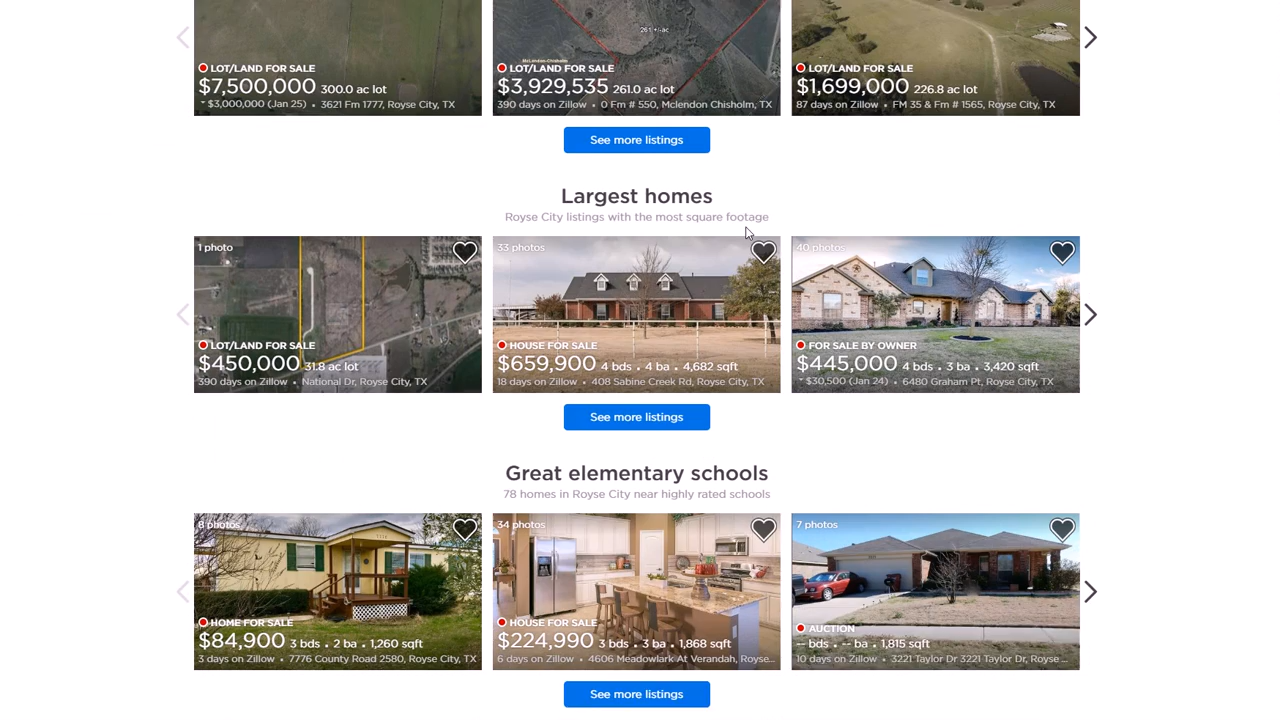 261 +/-ac
McLendon-Chisholm
LOT/LAND FOR SALE
$7,500,000 300.0 ac lot
$3,000,000 (Jan 25) • 3621 Fm 1777, Royse City, TX
LOT/LAND FOR SALE
$3,929,535 261.0 ac lot
390 days on Zillow • 0 Fm # 550, Mclendon Chisholm, TX
LOT/LAND FOR SALE
$1,699,000 226.8 ac lot
87 days on Zillow • FM 35 & Fm # 1565, Royse City, TX
See more listings
Largest homes
Royse City listings with the most square footage
1 photo
LOT/LAND FOR SALE
$450,000 31.8 ac lot
390 days on Zillow • National Dr, Royse City, TX
33 photos
HOUSE FOR SALE
$659,900 4 bds • 4 ba • 4,682 sqft
18 days on Zillow • 408 Sabine Creek Rd, Royse City, TX
40 photos
FOR SALE BY OWNER
$445,000 4 bds • 3 ba • 3,420 sqft
$30,500 (Jan 24) • 6480 Graham Pt, Royse City, TX
See more listings
Great elementary schools
78 homes in Royse City near highly rated schools
8 photos
HOME FOR SALE
$84,900 3 bds • 2 ba • 1,260 sqft
3 days on Zillow • 7776 County Road 2580, Royse City, TX
34 photos
HOUSE FOR SALE
$224,990 3 bds • 3 ba • 1,868 sqft
6 days on Zillow • 4606 Meadowlark At Verandah, Royse...
7 photos
AUCTION
-- bds • -- ba • 1,815 sqft
10 days on Zillow • 3221 Taylor Dr 3221 Taylor Dr, Royse ...
See more listings